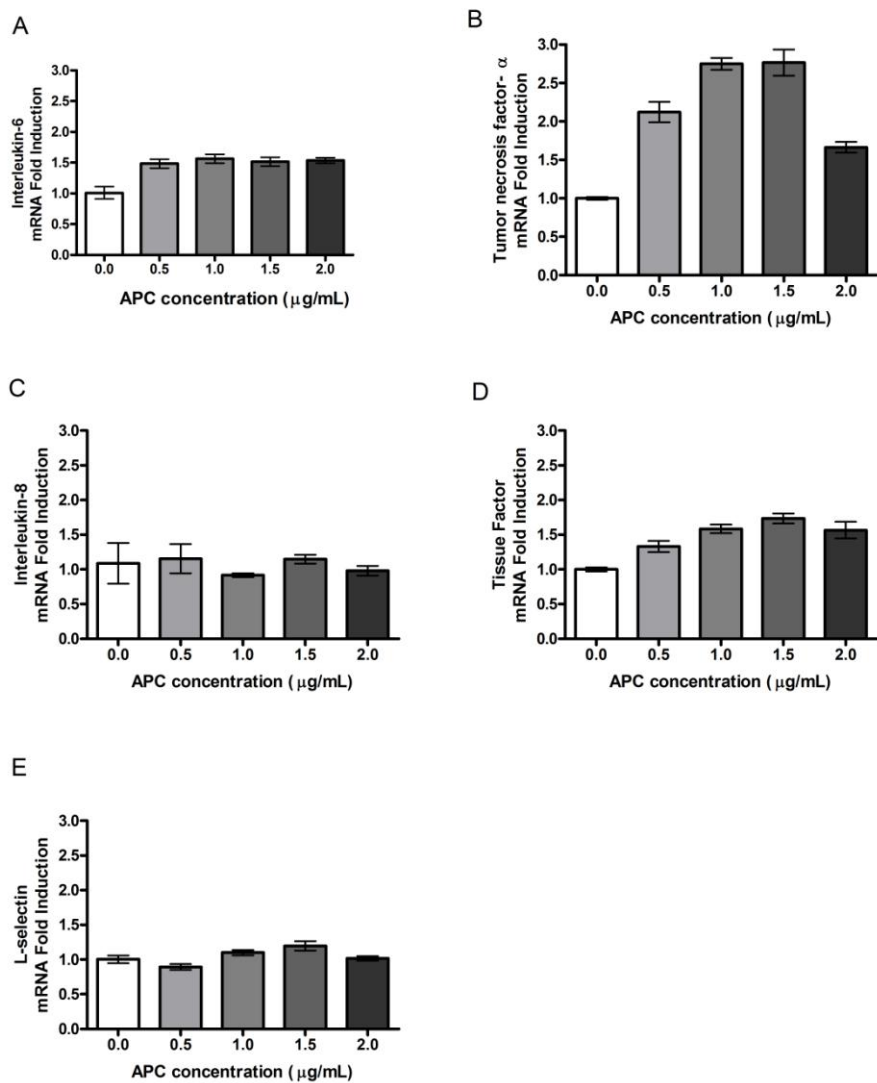 A
Interleukin-6
mRNA Fold Induction
3.0
2.5
2.0
1.5
1.0
0.5
0.0
0.0 0.5 1.0 1.5 2.0
APC concentration (μg/mL)
B
Tumor necrosis factor- α
mRNA Fold Induction
3.0
2.5
2.0
1.5
1.0
0.5
0.0
0.0 0.5 1.0 1.5 2.0
APC concentration (μg/mL)
C
Interleukin-8
mRNA Fold Induction
3.0
2.5
2.0
1.5
1.0
0.5
0.0
0.0 0.5 1.0 1.5 2.0
APC concentration (μg/mL)
D
Tissue Factor
mRNA Fold Induction
3.0
2.5
2.0
1.5
1.0
0.5
0.0
0.0 0.5 1.0 1.5 2.0
APC concentration (μg/mL)
E
L-selectin
mRNA Fold Induction
3.0
2.5
2.0
1.5
1.0
0.5
0.0
0.0 0.5 1.0 1.5 2.0
APC concentration (μg/mL)